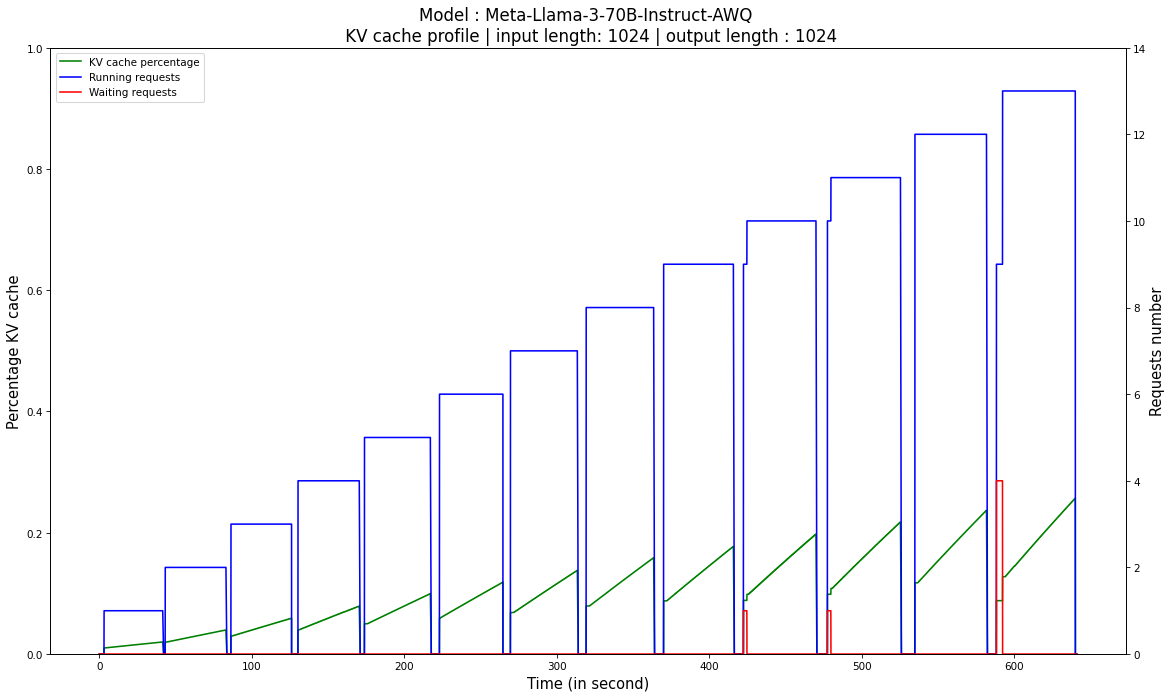 Model : Meta-Llama-3-70B-Instruct-AWQ
KV cache profile | input length: 1024 | output length : 1024
KV cache percentage
Running requests
Waiting requests
Percentage KV cache
1.0
0.8
0.6
0.4
0.2
0.0
0
100
200
300
400
500
600
Time (in second)
14
12
10
8
6
4
2
0
Requests number